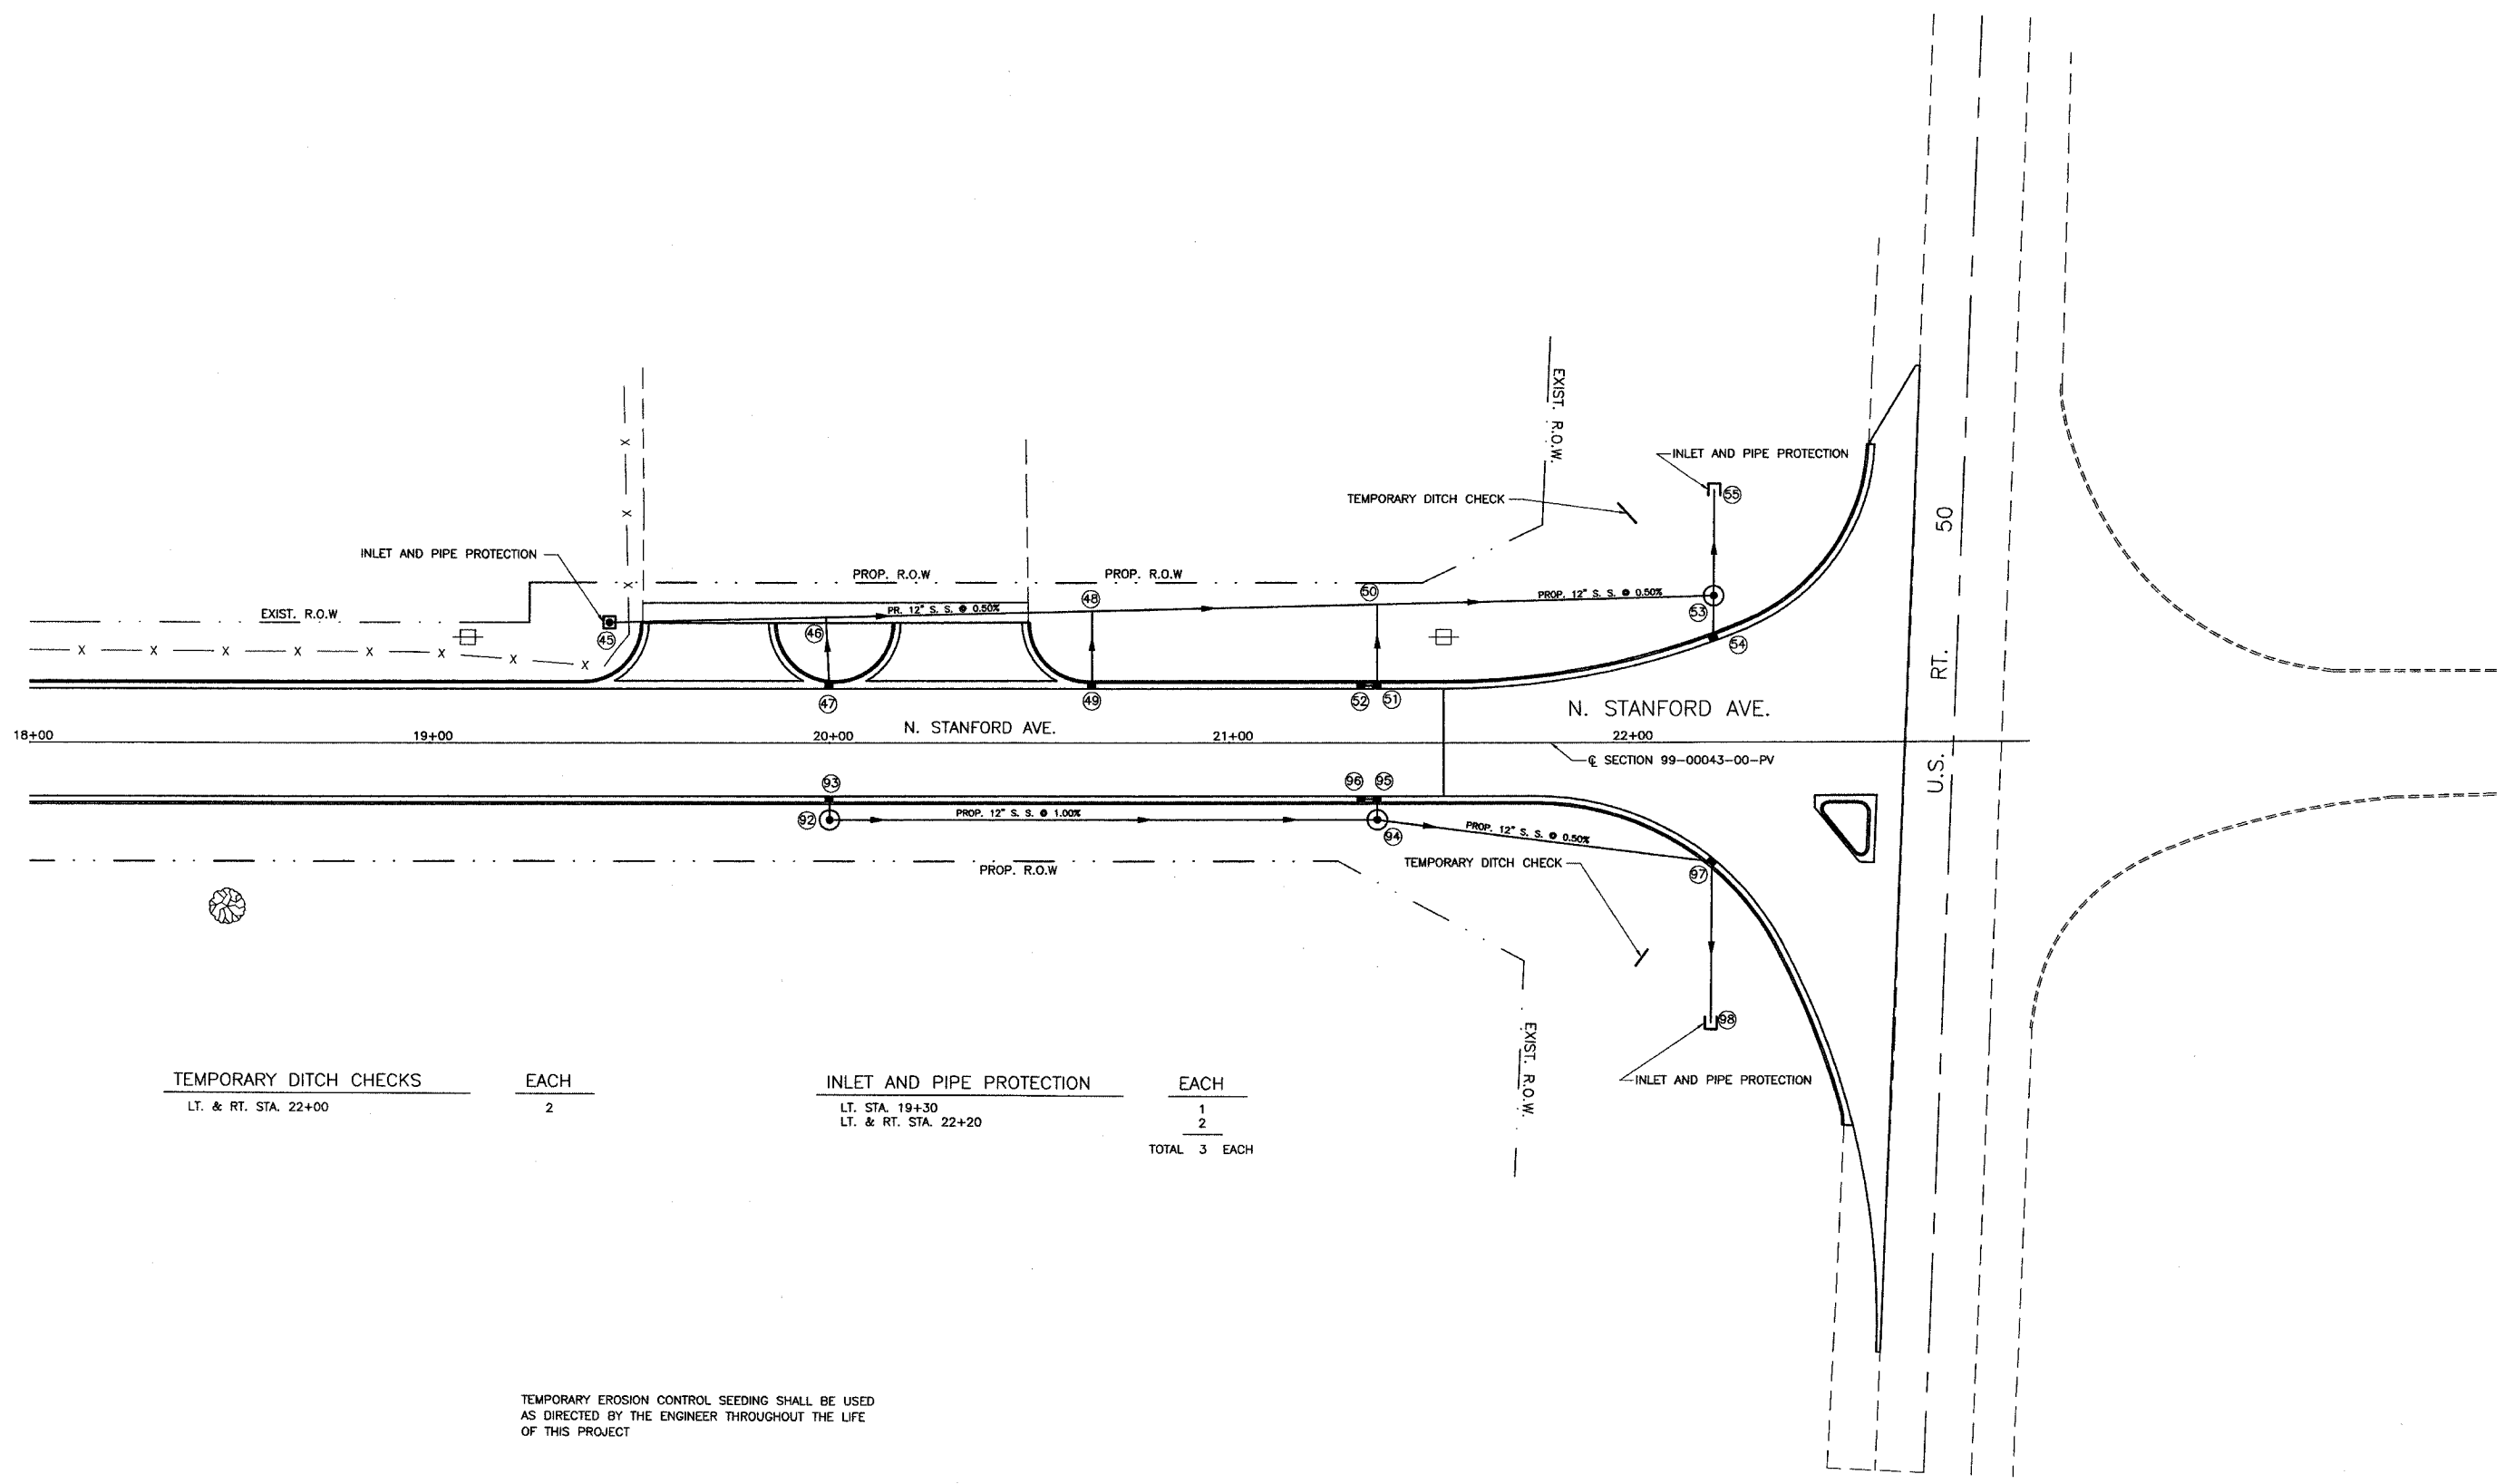 EXIST. R.O.W.
INLET AND PIPE PROTECTION
55
TEMPORARY DITCH CHECK
50
RT.
U.S.
INLET AND PIPE PROTECTION
PROP. R.O.W
PROP. R.O.W
50
48
EXIST. R.O.W
45
46
PR. 12" S. S. @ 0.50%
PROP. 12" S. S. @ 0.50%
53
54
X X X X X X X X
X
X
X
47
49
52
51
N. STANFORD AVE.
N. STANFORD AVE.
18+00
19+00
20+00
21+00
22+00
℄ SECTION 99-00043-00-PV
93
96
95
92
PROP. 12" S. S. @ 1.00%
94
PROP. 12" S. S. @ 0.50%
PROP. R.O.W
TEMPORARY DITCH CHECK
97
98
EXIST. R.O.W.
INLET AND PIPE PROTECTION
TEMPORARY DITCH CHECKS EACH
LT. & RT. STA. 22+00 2
INLET AND PIPE PROTECTION EACH
LT. STA. 19+30 1
LT. & RT. STA. 22+20 2
TOTAL 3 EACH
TEMPORARY EROSION CONTROL SEEDING SHALL BE USED
AS DIRECTED BY THE ENGINEER THROUGHOUT THE LIFE
OF THIS PROJECT